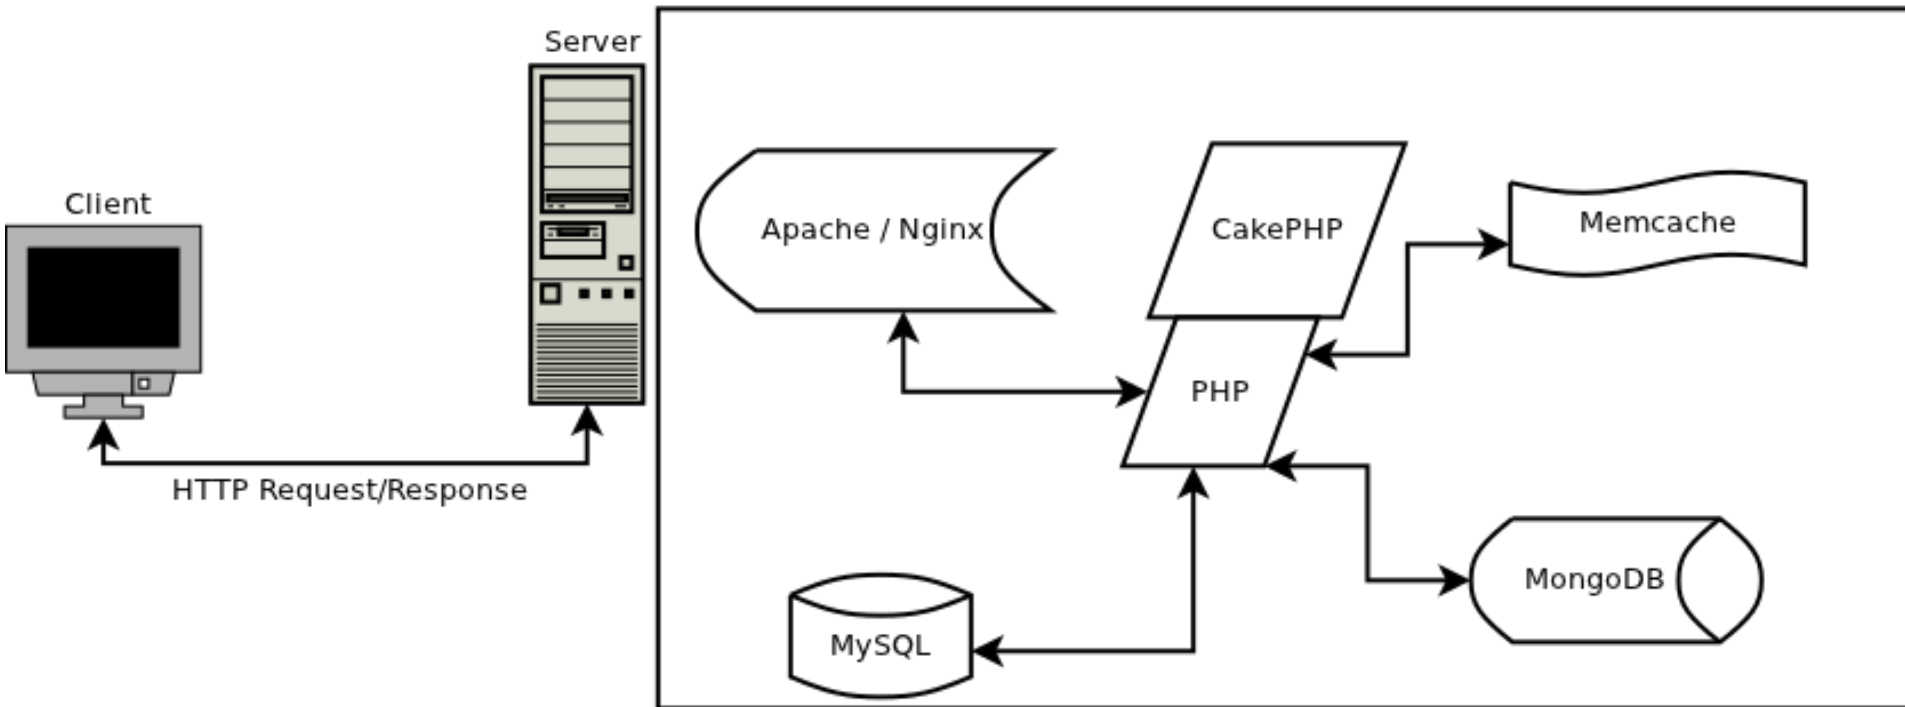 Server
Client
HTTP Request/Response
Apache / Nginx
CakePHP
Memcache
PHP
MongoDB
MySQL